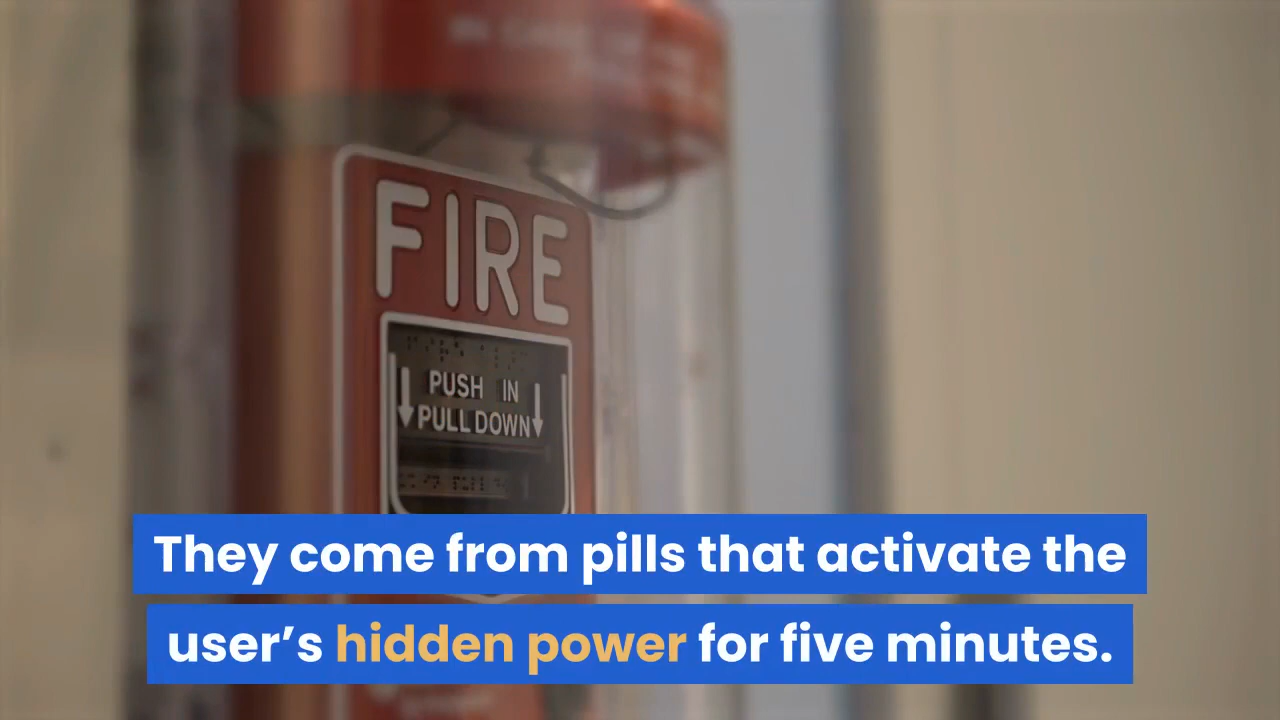 FIRE
PUSH IN
PULL DOWN
They come from pills that activate the
user’s hidden power for five minutes.